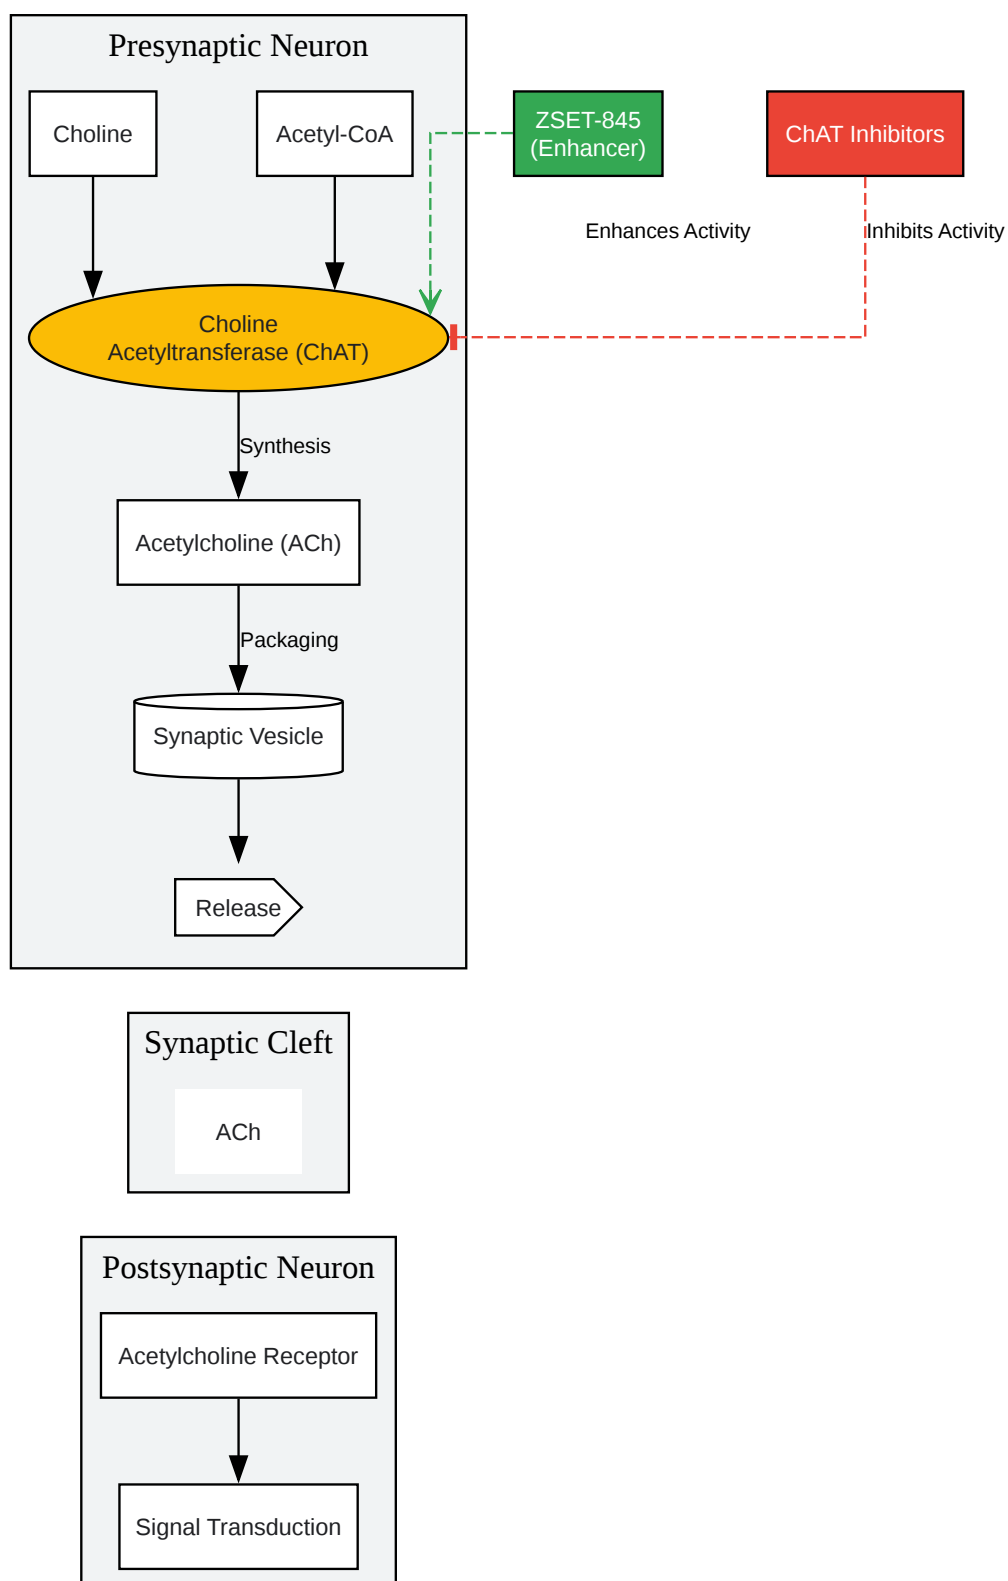 Presynaptic Neuron
Choline
Acetyl-CoA
ZSET-845
(Enhancer)
ChAT Inhibitors
Enhances Activity
Inhibits Activity
Choline
Acetyltransferase (ChAT)
Synthesis
Acetylcholine (ACh)
Packaging
Synaptic Vesicle
Release
Synaptic Cleft
ACh
Postsynaptic Neuron
Acetylcholine Receptor
Signal Transduction